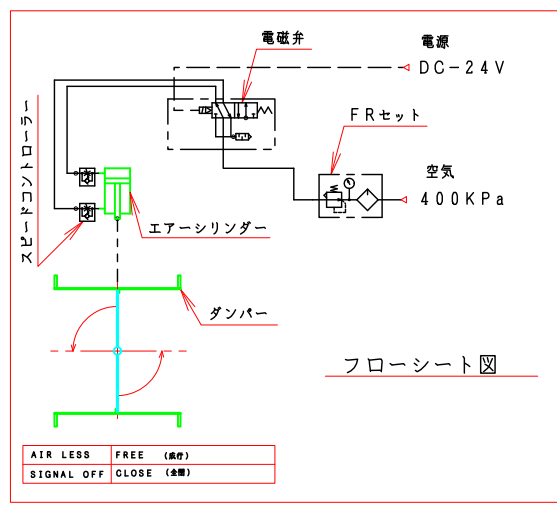 電磁弁
電源
DC-24V
FRセット
空気
400KPa
スピードコントローラー
エアーシリンダー
ダンパー
フローシート図
AIR LESS FREE
SIGNAL OFF CLOSE (全閉)